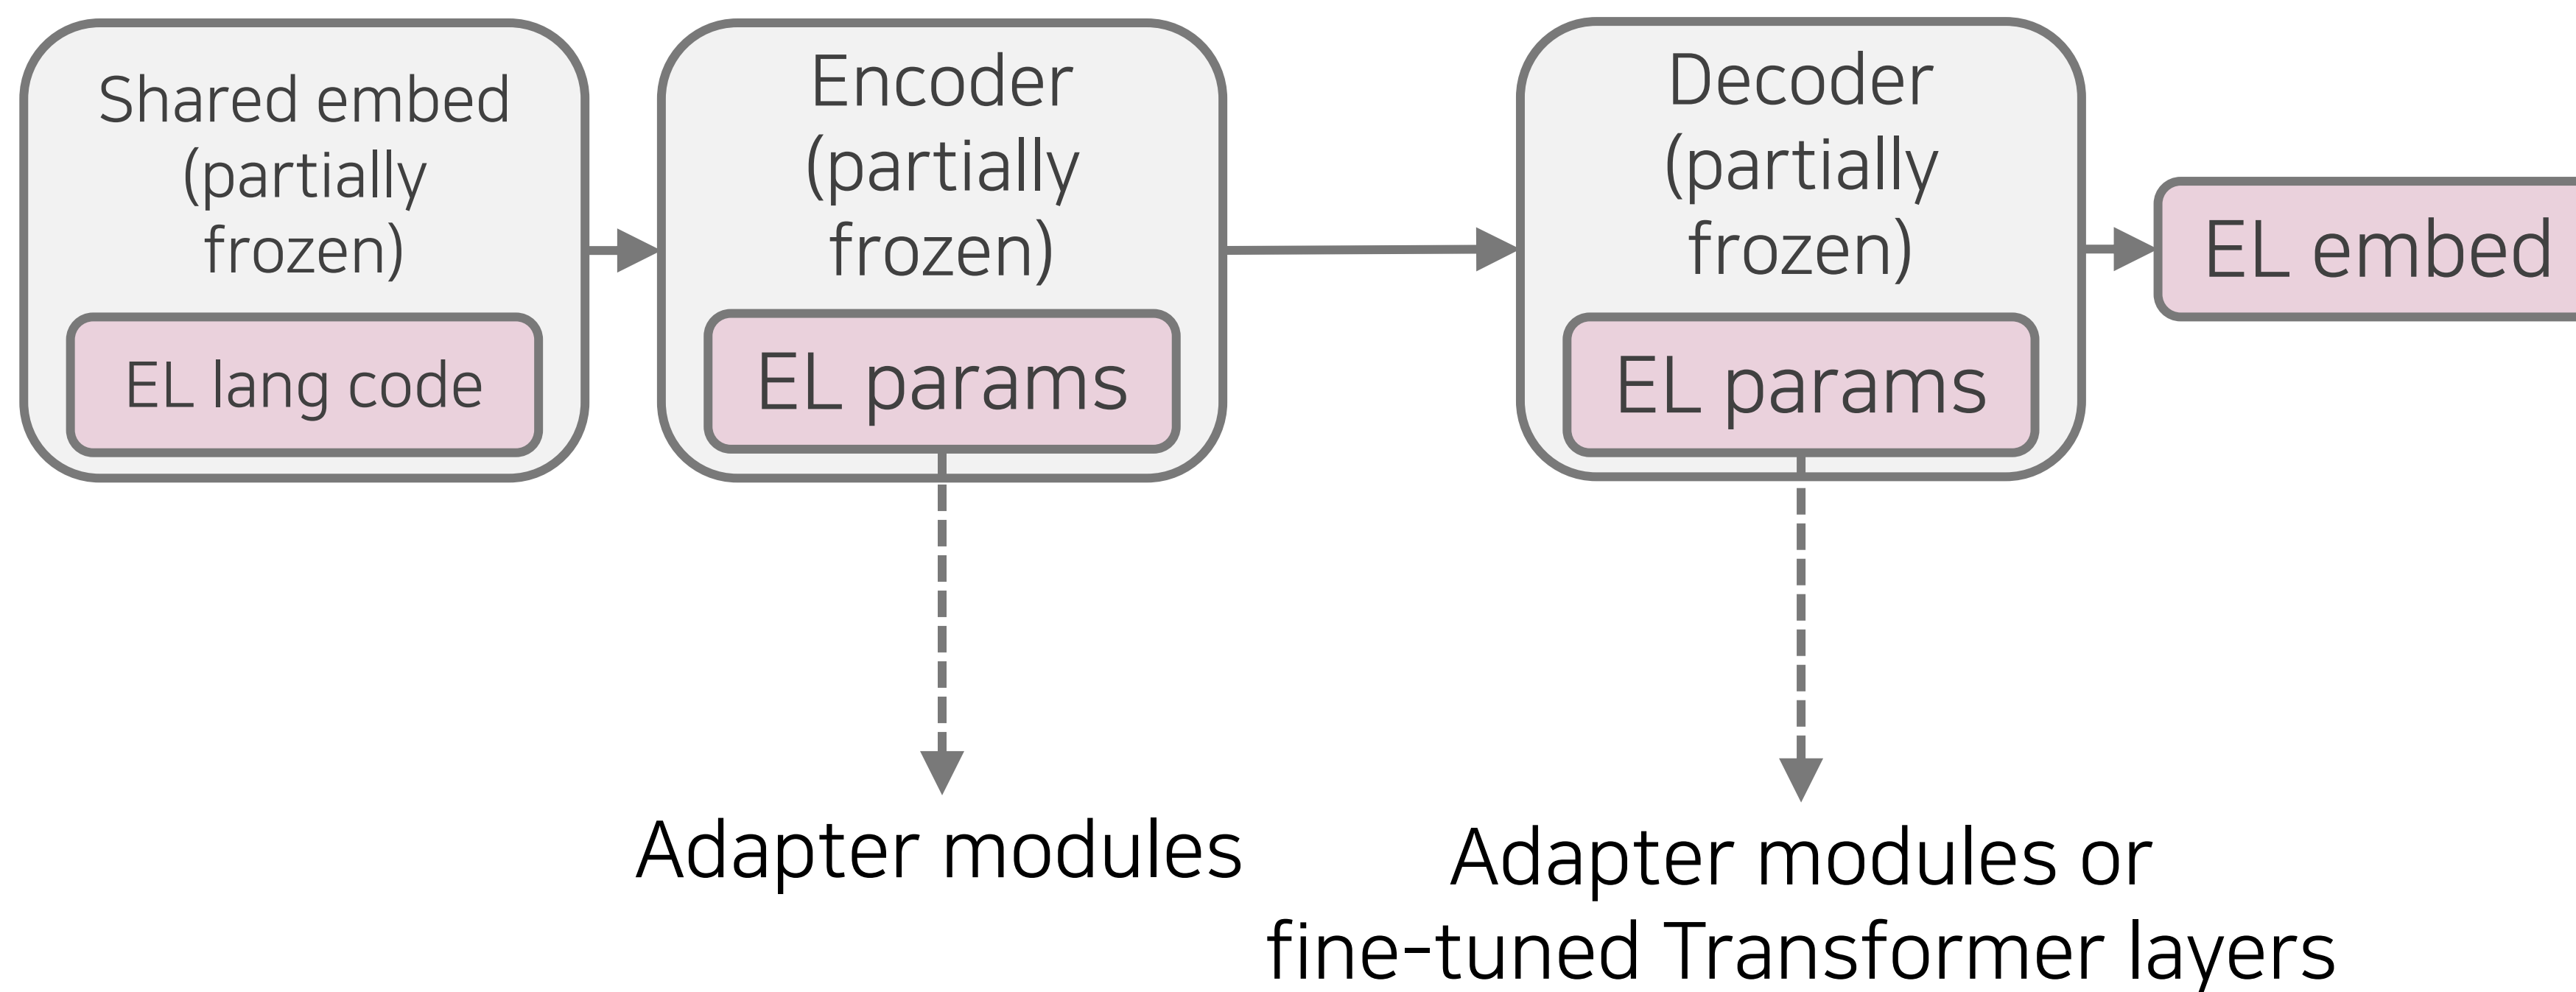 Shared embed
(partially
frozen)
EL lang code
Encoder
(partially
frozen)
EL params
Decoder
(partially
frozen)
EL params
EL embed
Adapter modules
Adapter modules or
fine-tuned Transformer layers